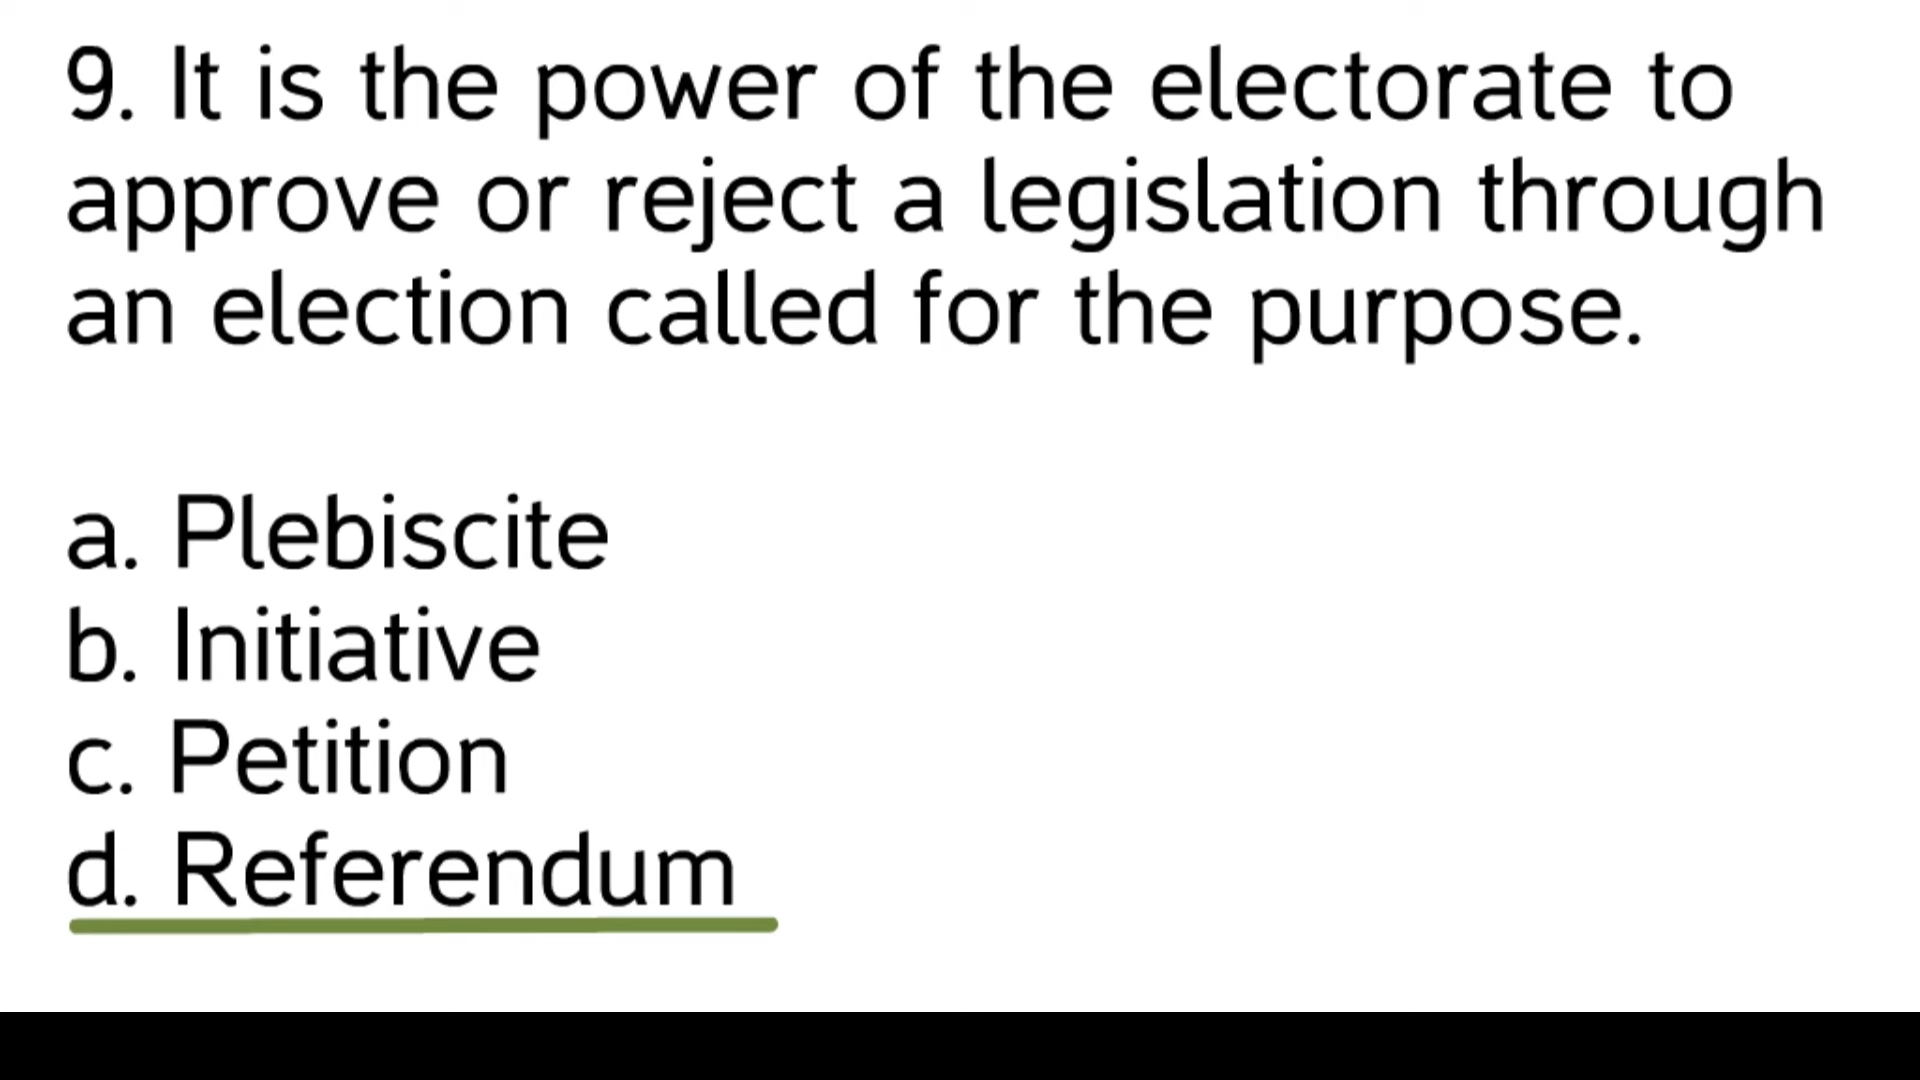 9. It is the power of the electorate to
approve or reject a legislation through
an election called for the purpose.
a. Plebiscite
b. Initiative
c. Petition
d. Referendum